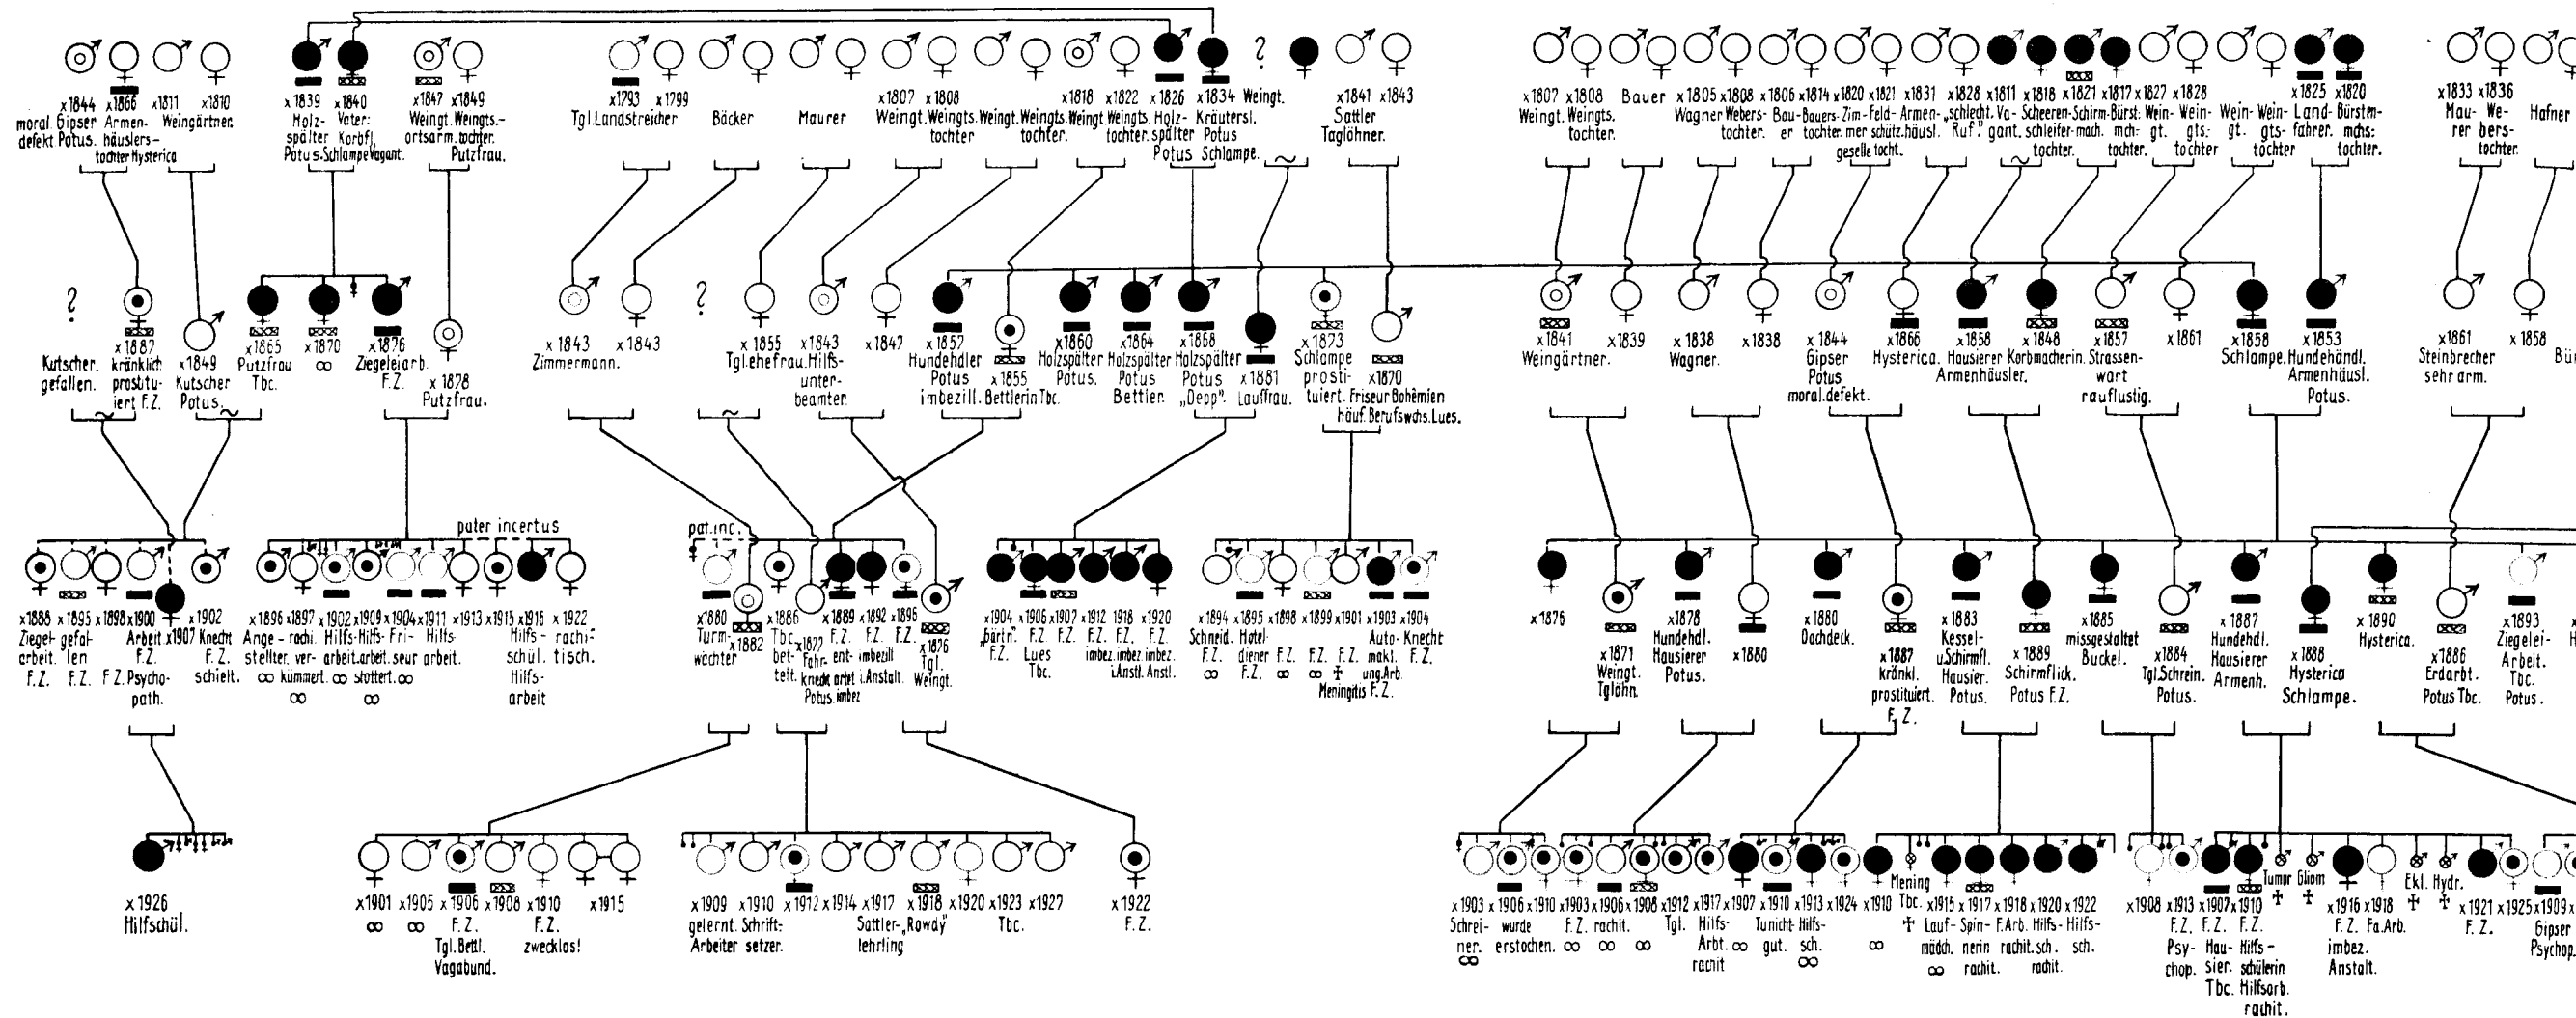 ?
x1844 x1866 x1811 x1810
moral. Gipser Armen- Weingärtner.
defekt Potus. häuslers-
tochter Hysterica.
x1839 x1840 x1847 x1849
Holz- Vater: Weingt. Weingts.-
spälter Korbfl. ortsarm. tochter.
Potus. Schlampe Vagant. Putzfrau.
x1793 x1799
Tgl. Landstreicher
Bäcker
Maurer
x1807 x1808
Weingt. Weingts.
tochter
Weingt. Weingts.
tochter.
x1818 x1822
Weingt Weingts.
tochter.
x1826 x1834 Weingt.
Holz- Kräutersl.
spälter Potus
Potus Schlampe.
x1841 x1843
Sattler
Taglöhner.
x1807 x1808
Weingt. Weingts.
tochter.
Bauer
x1805 x1808
Wagner Webers-
tochter.
x1806 x1814
Bau- Bauers-
er tochter.
x1820 x1821
Zim- Feld-
mer schütz.
geselle tocht.
x1831 x1828
Armen- „schlecht.
häusl. Ruf."
x1811 x1818
Va- Scheeren-
gant. schleifer-
tochter.
x1821 x1817
Schirm- Bürst:
mach. mch:
tochter.
x1827 x1828
Wein- Wein-
gt. gts.-
tochter
Wein- Wein-
gt. gts-
tochter
x1825 x1820
Land- Bürstm-
fahrer. mchs:
tochter.
x1833 x1836
Mau- We-
rer bers-
tochter.
Hafner
?
Kutscher.
gefallen.
x1887
kränklich
prostitu-
iert F.Z.
x1849
Kutscher
Potus.
x1865
Putzfrau
Tbc.
x1870
∞
x1876
Ziegeleiarb.
F.Z.
x1878
Putzfrau.
x1843 x1843
Zimmermann.
?
x1855
Tgl. ehefrau.
x1843
Hilfs-
unter-
beamter.
x1847
x1857
Hundehdler
Potus
imbezill.
x1855
Bettlerin Tbc.
x1860
Holzspälter
Potus.
x1864
Holzspälter
Potus
Bettler.
x1868
Holzspälter
Potus
„Depp".
x1881
Lauffrau.
x1873
Schlampe
prosti-
tuiert.
x1870
Friseur Bohêmien
häuf. Berufswchs. Lues.
x1841
Weingärtner.
x1839
x1838
Wagner.
x1838
x1844
Gipser
Potus
moral. defekt.
x1866
Hysterica.
x1858
Hausierer
Armenhäusler.
x1848
Korbmacherin.
x1857
Strassen-
wart
rauflustig.
x1861
x1858
Schlampe.
x1853
Hundehändl.
Armenhäusl.
Potus.
x1861
Steinbrecher
sehr arm.
x1858
pater incertus
pat. inc.
x1888
Ziegel-
arbeit.
F.Z.
x1895
gefal-
len
F.Z.
x1898
F.Z.
x1900
Arbeit
F.Z.
Psycho-
path.
x1907
x1902
Knecht
F.Z.
schielt.
x1896
Ange-
stellter.
∞
x1897
rachi.
ver-
kümmert.
∞
x1902
Hilfs-
arbeit.
∞
x1909
Hilfs-
arbeit.
stottert.
∞
x1904
Fri-
seur
∞
x1911
Hilfs
arbeit.
x1913
x1915
x1916
Hilfs-
schül.
Hilfs-
arbeit
x1922
rachi-
tisch.
x1880
Turm-
wächter
x1882
x1886
Tbc.
bet-
telt.
x1877
Fahr-
knecht
Potus.
x1889
F.Z.
ent-
artet
imbez
x1892
F.Z.
imbezill
i. Anstalt.
x1896
F.Z.
x1876
Tgl.
Weingt.
x1904
„Gärtn."
F.Z.
x1906
F.Z.
Lues
Tbc.
x1907
F.Z.
x1912
F.Z.
imbez.
1918
F.Z.
imbez.
i. Anstl.
x1920
F.Z.
imbez.
Anstl.
x1894
Schneid.
F.Z.
∞
x1895
Hotel-
diener
F.Z.
x1898
F.Z.
x1899
F.Z.
∞
x1901
F.Z.
✝
Meningitis
x1903
Auto-
makl.
ung. Arb.
F.Z.
x1904
Knecht
F.Z.
x1875
x1871
Weingt.
Tglöhn.
x1878
Hundehdl.
Hausierer
Potus.
x1880
x1880
Dachdeck.
x1887
kränkl.
prostituiert.
F.Z.
x1883
Kessel-
u Schirmfl.
Hausier.
Potus.
x1889
Schirmflick.
Potus F.Z.
x1885
missgestaltet
Buckel.
x1884
Tgl. Schrein.
Potus.
x1887
Hundehdl.
Hausierer
Armenh.
x1888
Hysterica
Schlampe.
x1890
Hysterica.
x1886
Erdarbt.
Potus Tbc.
x1893
Ziegelei-
Arbeit.
Tbc.
Potus.
x1926
Hilfschül.
x1901
∞
x1905
∞
x1906
F.Z.
Tgl. Bettl.
Vagabund.
x1908
x1910
F.Z.
zwecklos!
x1915
x1909
gelernt.
Arbeiter
x1910
Schrift-
setzer.
x1912
x1914
x1917
Sattler-
lehrling
x1918
„Rowdy"
x1920
x1923
Tbc.
x1927
x1922
F.Z.
x1903
Schrei-
ner.
∞
x1906
wurde
erstochen.
x1910
x1903
F.Z.
∞
x1906
rachit.
∞
x1908
∞
x1912
Tgl.
x1917
Hilfs-
Arbt.
rachit
x1907
∞
x1910
Tunicht
gut.
x1913
Hilfs-
sch.
∞
x1924
x1910
∞
Mening
Tbc.
✝
x1915
Lauf-
mädch.
∞
x1917
Spin-
nerin
rachit.
x1918
F. Arb.
rachit.
x1920
Hilfs-
sch.
rachit.
x1922
Hilfs-
sch.
x1908
x1913
F.Z.
Psy-
chop.
x1907
F.Z.
Hau-
sier.
Tbc.
x1910
F.Z.
Hilfs-
schülerin
Hilfsarb.
rachit.
Tumor
✝
Gliom
✝
x1916
F.Z.
imbez.
Anstalt.
x1918
Fa. Arb.
Ekl.
✝
Hydr.
✝
x1921
F.Z.
x1925
x1909
Gipser
Psychop.